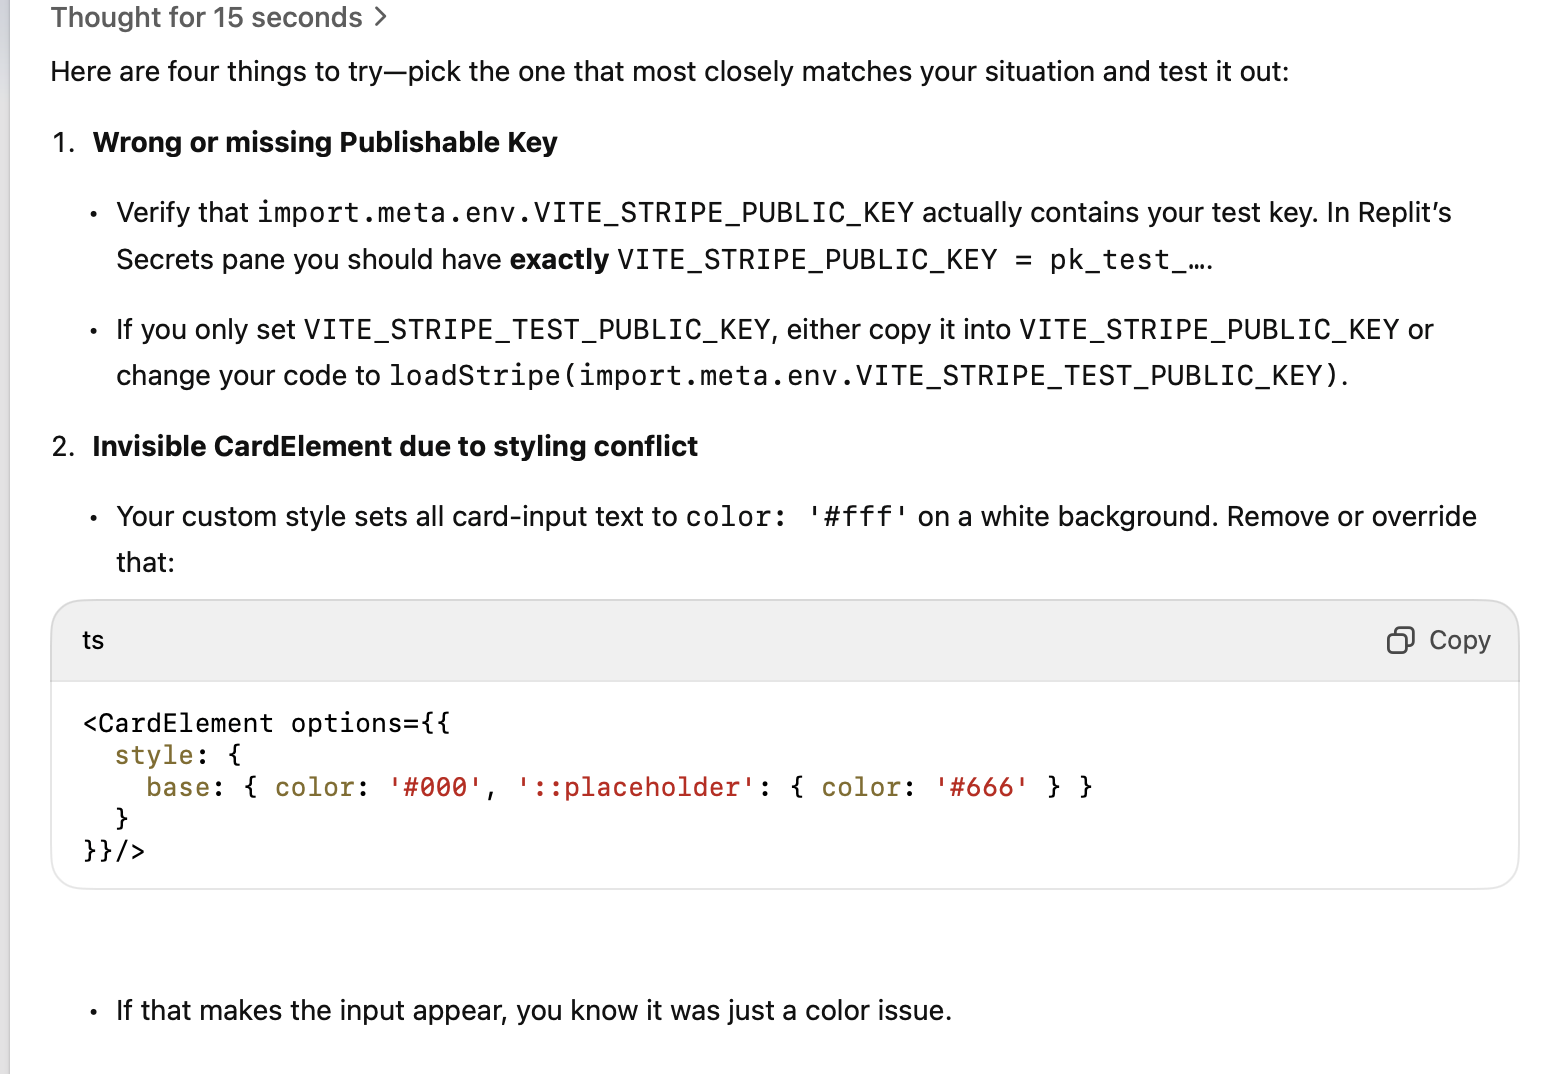 Thought for 15 seconds >
Here are four things to try—pick the one that most closely matches your situation and test it out:
1. Wrong or missing Publishable Key
• Verify that import.meta.env.VITE_STRIPE_PUBLIC_KEY actually contains your test key. In Replit’s
Secrets pane you should have exactly VITE_STRIPE_PUBLIC_KEY = pk_test_….
• If you only set VITE_STRIPE_TEST_PUBLIC_KEY, either copy it into VITE_STRIPE_PUBLIC_KEY or
change your code to loadStripe(import.meta.env.VITE_STRIPE_TEST_PUBLIC_KEY).
2. Invisible CardElement due to styling conflict
• Your custom style sets all card-input text to color: '#fff' on a white background. Remove or override
that:
ts Copy
<CardElement options={{
  style: {
    base: { color: '#000', '::placeholder': { color: '#666' } }
  }
}}/>
• If that makes the input appear, you know it was just a color issue.